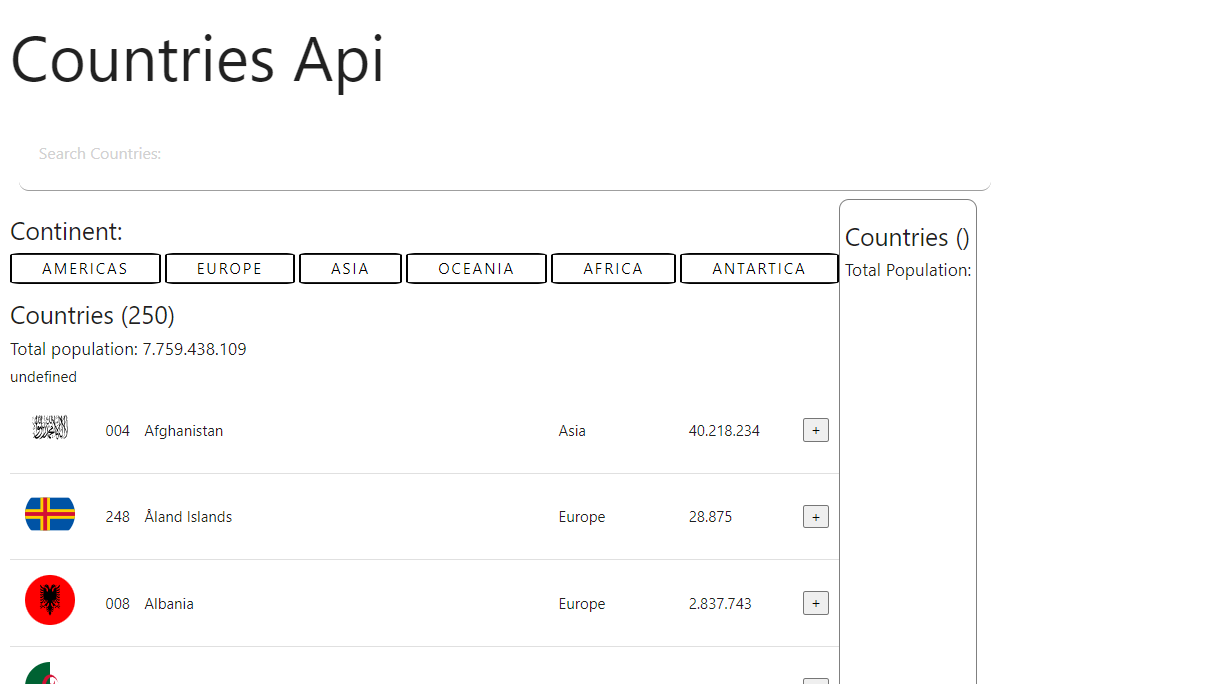 Countries Api
Search Countries:
Continent:
AMERICAS EUROPE ASIA OCEANIA AFRICA ANTARTICA
Countries (250)
Total population: 7.759.438.109
undefined
004 Afghanistan Asia 40.218.234 +
248 Åland Islands Europe 28.875 +
008 Albania Europe 2.837.743 +
Countries ()
Total Population: